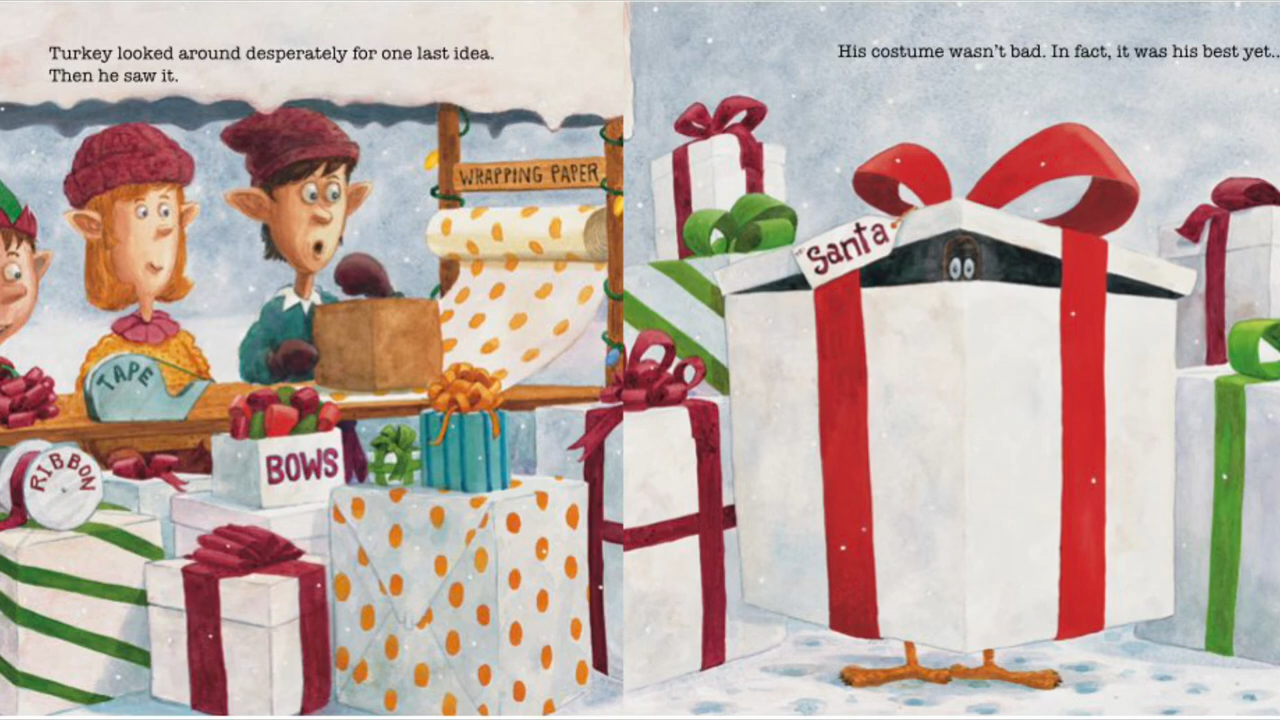 Turkey looked around desperately for one last idea.
Then he saw it.
WRAPPING PAPER
TAPE
BOWS
RIBBON
His costume wasn't bad. In fact, it was his best yet...
Santa